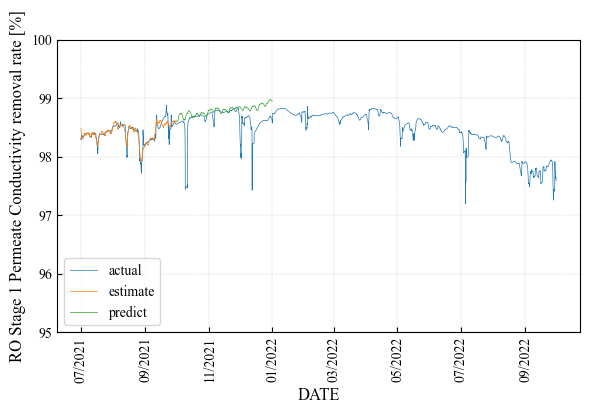 RO Stage 1 Permeate Conductivity removal rate [%]
100
99
98
97
96
95
actual
estimate
predict
07/2021
09/2021
11/2021
01/2022
03/2022
05/2022
07/2022
09/2022
DATE